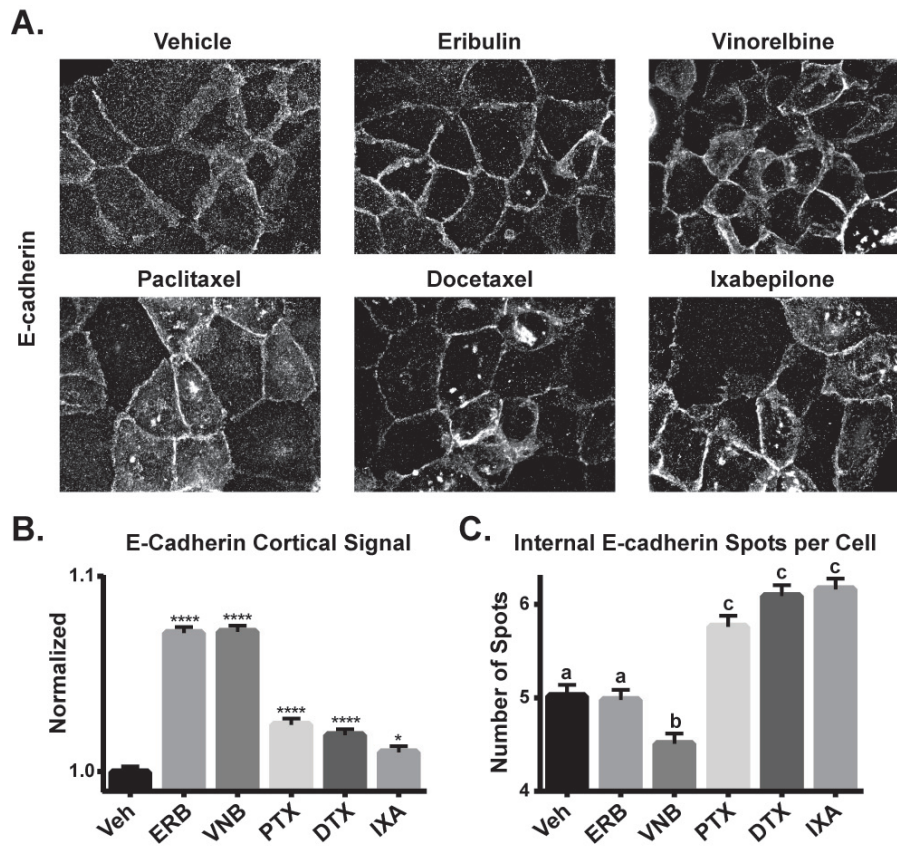 A.
Vehicle Eribulin Vinorelbine
E-cadherin
Paclitaxel Docetaxel Ixabepilone
B. E-Cadherin Cortical Signal
Normalized
1.1
1.0
**** **** **** **** *
Veh ERB VNB PTX DTX IXA
C. Internal E-cadherin Spots per Cell
Number of Spots
6
5
4
a a b c c c
Veh ERB VNB PTX DTX IXA